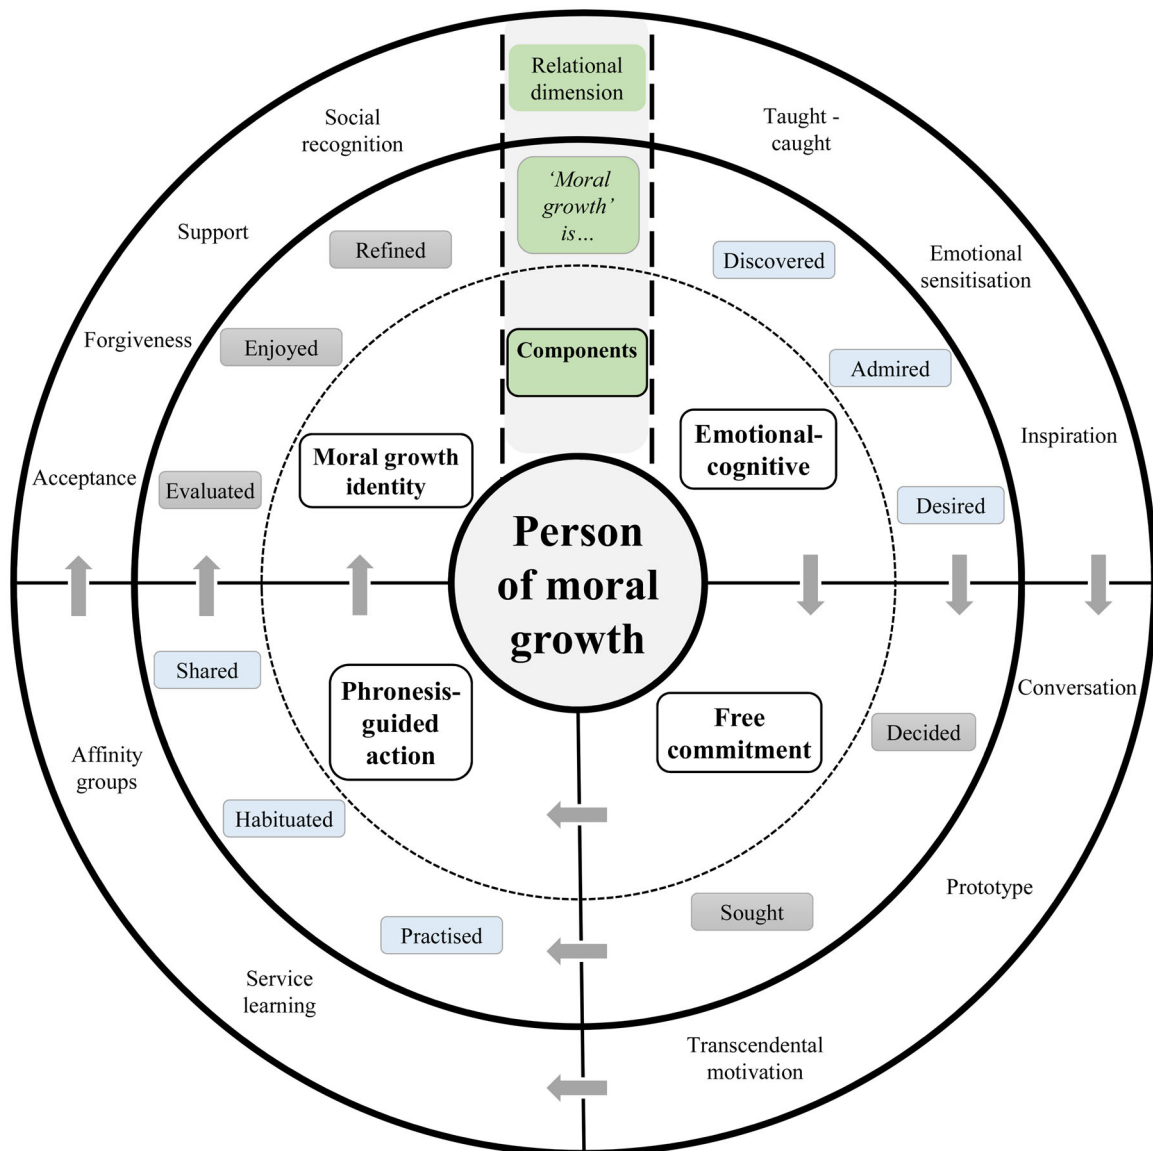 Relational
dimension
‘Moral
growth’
is…
Components
Person
of moral
growth
Emotional-
cognitive
Discovered
Admired
Desired
Taught -
caught
Emotional
sensitisation
Inspiration
Free
commitment
Decided
Sought
Conversation
Prototype
Transcendental
motivation
Phronesis-
guided
action
Practised
Habituated
Shared
Service
learning
Affinity
groups
Moral growth
identity
Evaluated
Enjoyed
Refined
Acceptance
Forgiveness
Support
Social
recognition